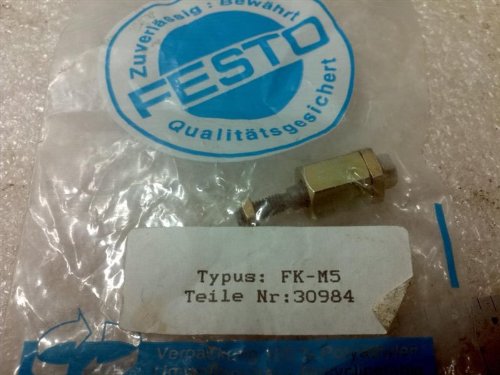 Zuverlässig : Bewährt
FESTO
Qualitätsgesichert
Typus: FK-M5
Teile Nr:30984